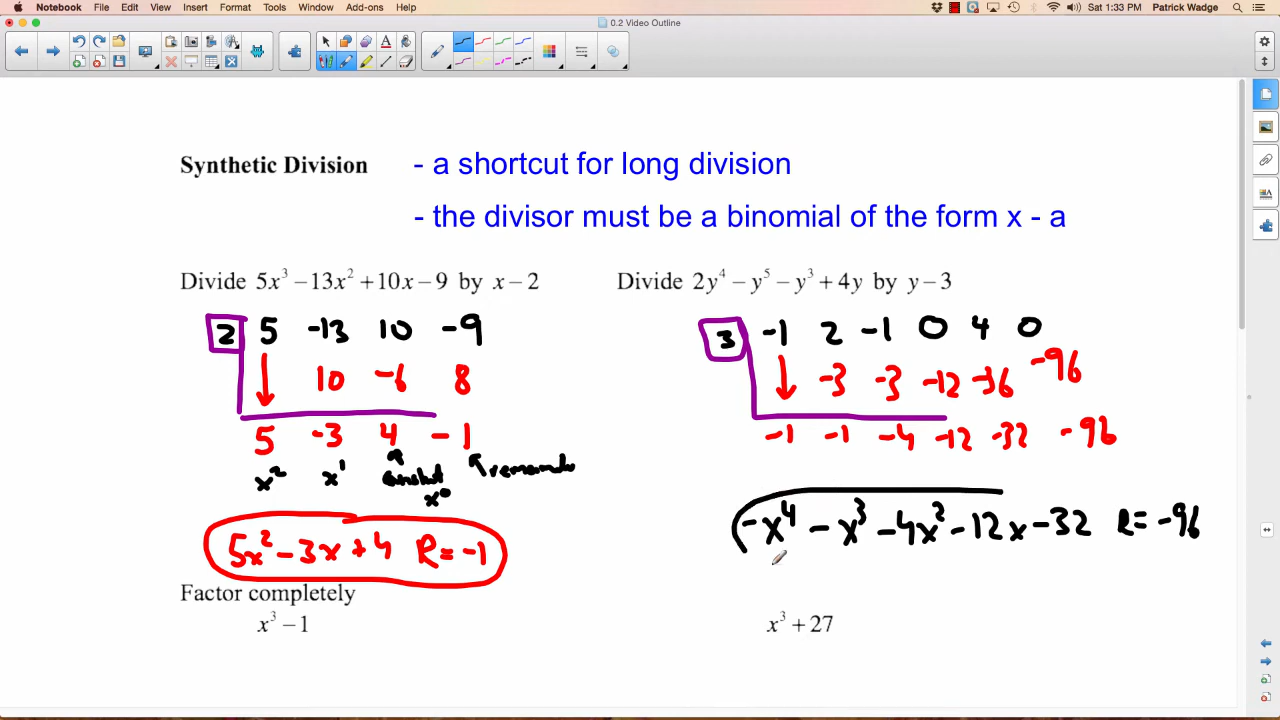 Notebook File Edit View Insert Format Tools Window Add-ons Help Sat 1:33 PM Patrick Wadge
0.2 Video Outline
Synthetic Division - a shortcut for long division
- the divisor must be a binomial of the form x - a
Divide 5x³ −13x² +10x − 9 by x − 2
2 5 -13 10 -9
10 -6 8
5 -3 4 -1
x² x¹ constant x⁰ remainder
5x² - 3x + 4 R = -1
Divide 2y⁴ − y⁵ − y³ + 4y by y − 3
3 -1 2 -1 0 4 0
-3 -3 -12 -36 -96
-1 -1 -4 -12 -32 -96
-x⁴ - x³ - 4x² - 12x - 32 R = -96
Factor completely
x³ − 1
x³ + 27